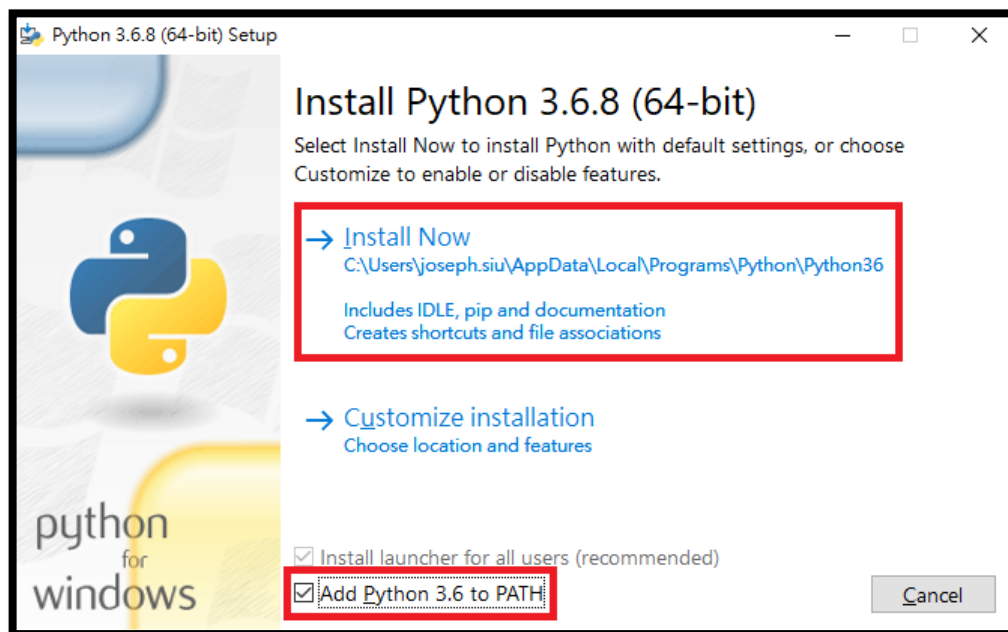 Python 3.6.8 (64-bit) Setup
Install Python 3.6.8 (64-bit)
Select Install Now to install Python with default settings, or choose
Customize to enable or disable features.
Install Now
C:\Users\joseph.siu\AppData\Local\Programs\Python\Python36
Includes IDLE, pip and documentation
Creates shortcuts and file associations
Customize installation
Choose location and features
python
for
windows
Install launcher for all users (recommended)
Add Python 3.6 to PATH
Cancel